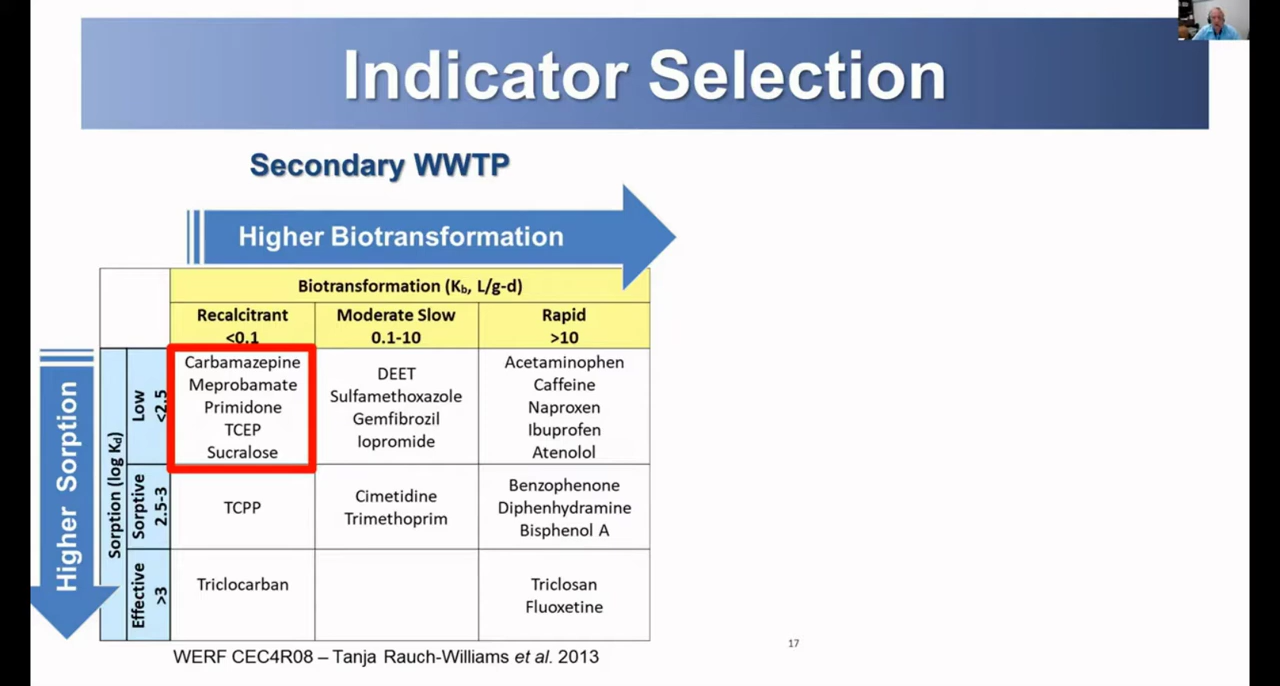 Indicator Selection
Secondary WWTP
Higher Biotransformation
Biotransformation (Kb, L/g-d)
Recalcitrant
<0.1
Moderate Slow
0.1-10
Rapid
>10
Higher Sorption
Sorption (log Kd)
Low
<2.5
Carbamazepine
Meprobamate
Primidone
TCEP
Sucralose
DEET
Sulfamethoxazole
Gemfibrozil
Iopromide
Acetaminophen
Caffeine
Naproxen
Ibuprofen
Atenolol
Sorptive
2.5-3
TCPP
Cimetidine
Trimethoprim
Benzophenone
Diphenhydramine
Bisphenol A
Effective
>3
Triclocarban
Triclosan
Fluoxetine
WERF CEC4R08 – Tanja Rauch-Williams et al. 2013
17